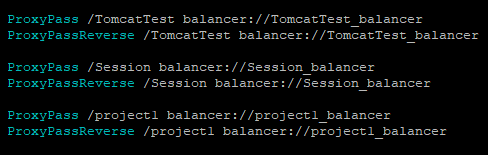 ProxyPass /TomcatTest balancer://TomcatTest_balancer
ProxyPassReverse /TomcatTest balancer://TomcatTest_balancer
ProxyPass /Session balancer://Session_balancer
ProxyPassReverse /Session balancer://Session_balancer
ProxyPass /project1 balancer://project1_balancer
ProxyPassReverse /project1 balancer://project1_balancer